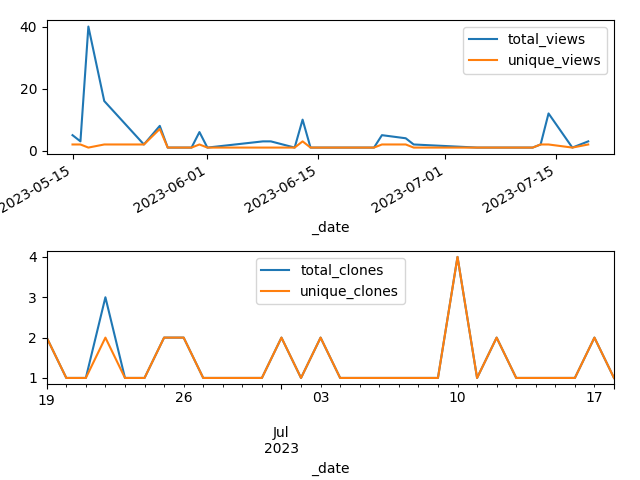 40
20
0
total_views
unique_views
2023-05-15
2023-06-01
2023-06-15
2023-07-01
2023-07-15
_date
4
3
2
1
total_clones
unique_clones
19
26
03
10
17
Jul
2023
_date